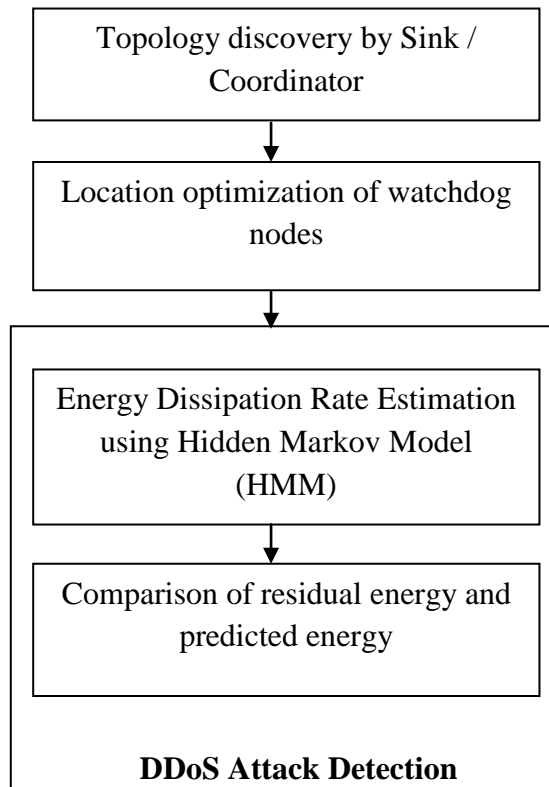 Topology discovery by Sink /
Coordinator
Location optimization of watchdog
nodes
Energy Dissipation Rate Estimation
using Hidden Markov Model
(HMM)
Comparison of residual energy and
predicted energy
DDoS Attack Detection